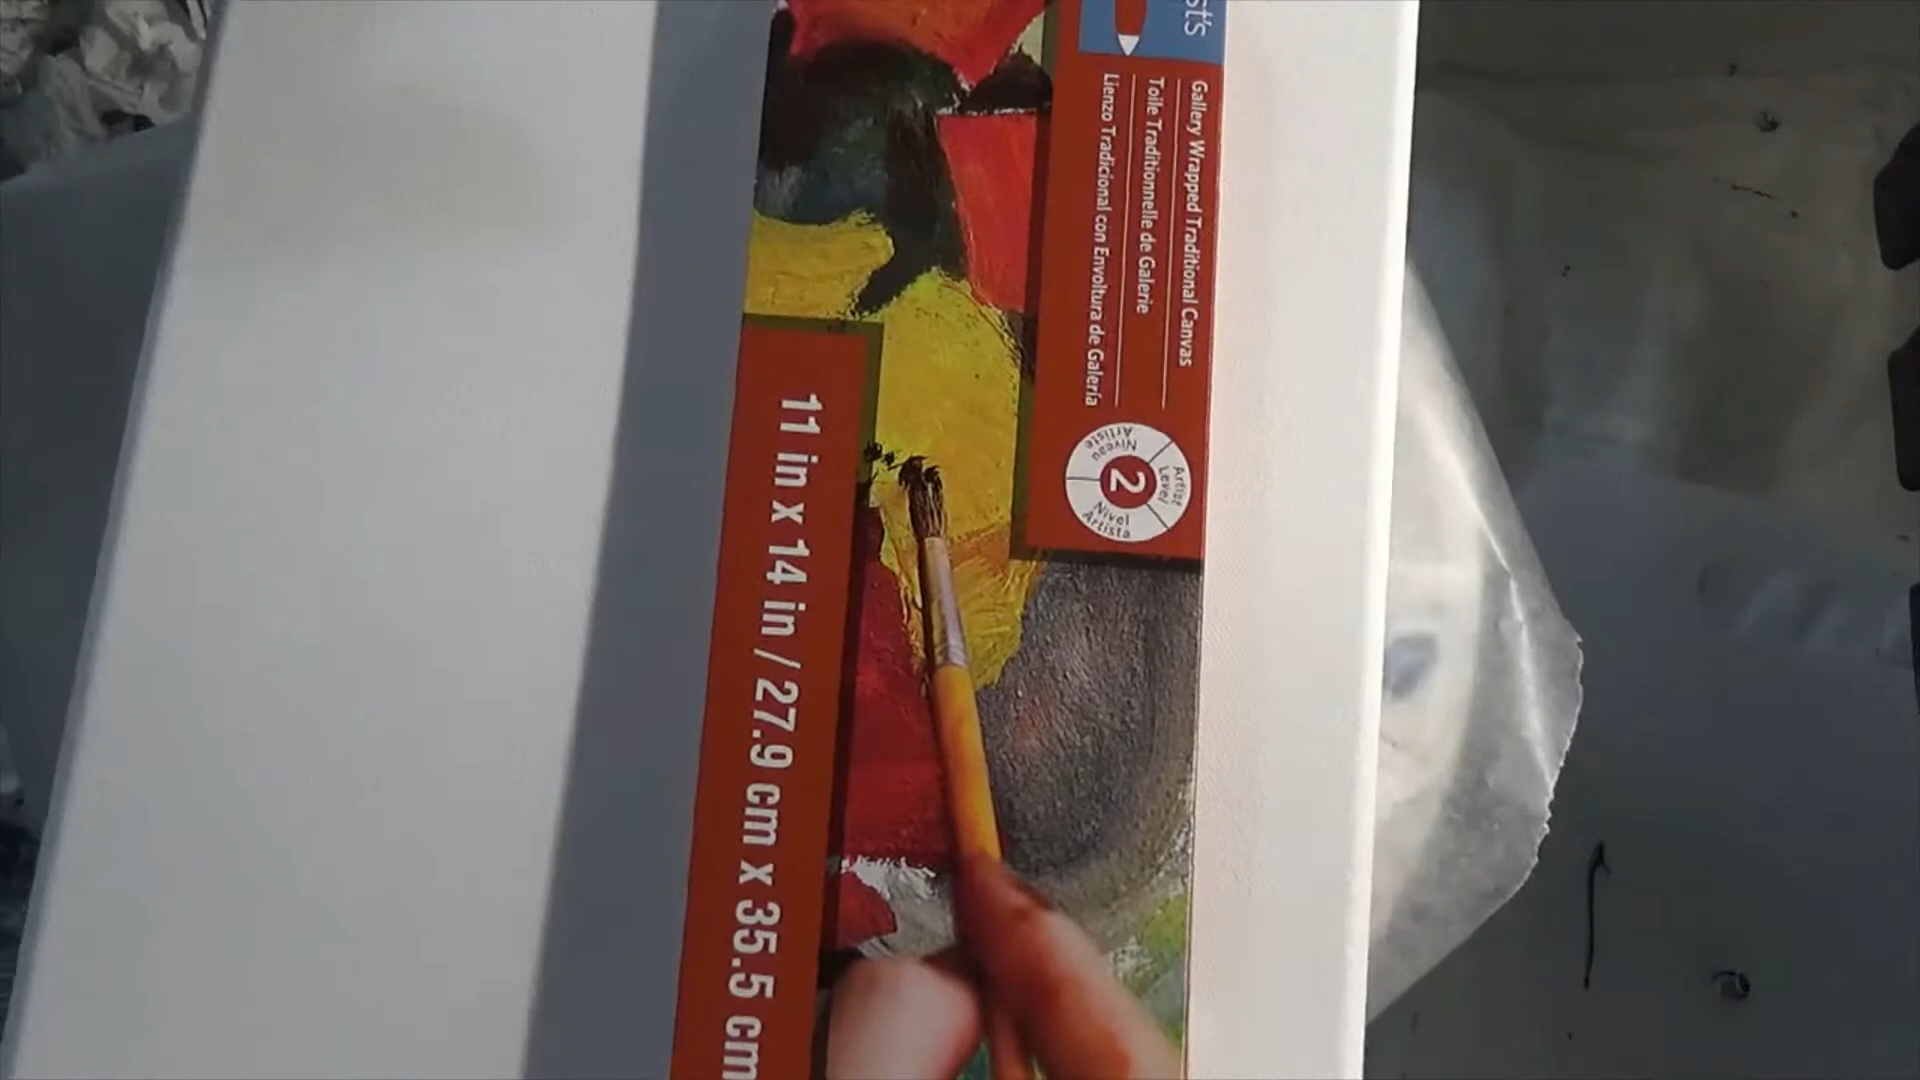 st's
Gallery Wrapped Traditional Canvas
Toile Traditionnelle de Galerie
Lienzo Tradicional con Envoltura de Galería
Artist Level
Nivel Artista
Niveau Artiste
2
11 in x 14 in / 27.9 cm x 35.5 cm